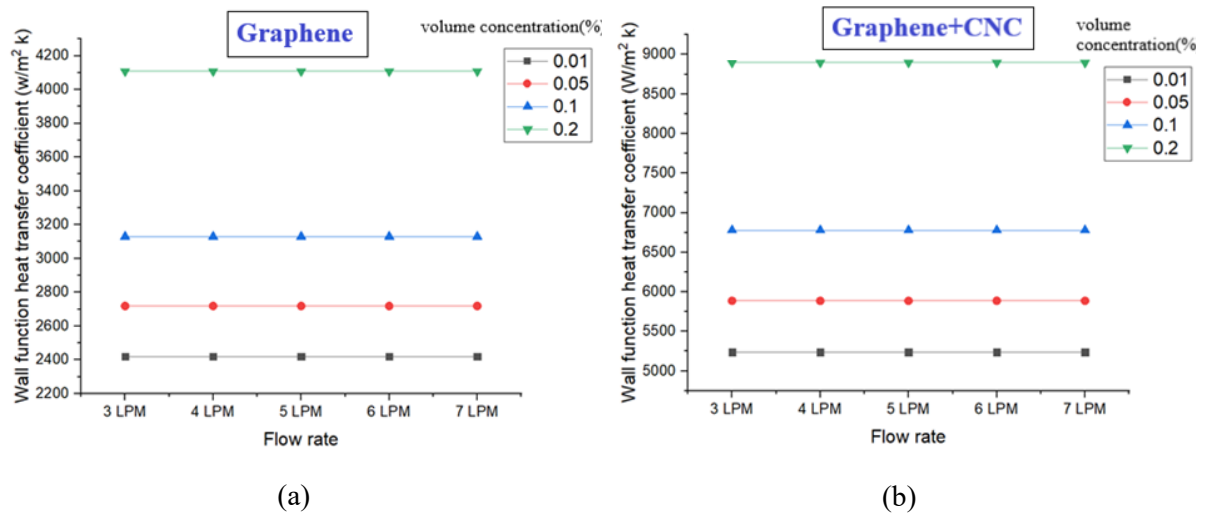 Graphene
volume concentration(%)
0.01
0.05
0.1
0.2
Wall function heat transfer coefficient (w/m² k)
4200
4000
3800
3600
3400
3200
3000
2800
2600
2400
2200
3 LPM
4 LPM
5 LPM
6 LPM
7 LPM
Flow rate
(a)
Graphene+CNC
volume
concentration(%
0.01
0.05
0.1
0.2
Wall function heat transfer coefficient (W/m² k)
9000
8500
8000
7500
7000
6500
6000
5500
5000
3 LPM
4 LPM
5 LPM
6 LPM
7 LPM
Flow rate
(b)